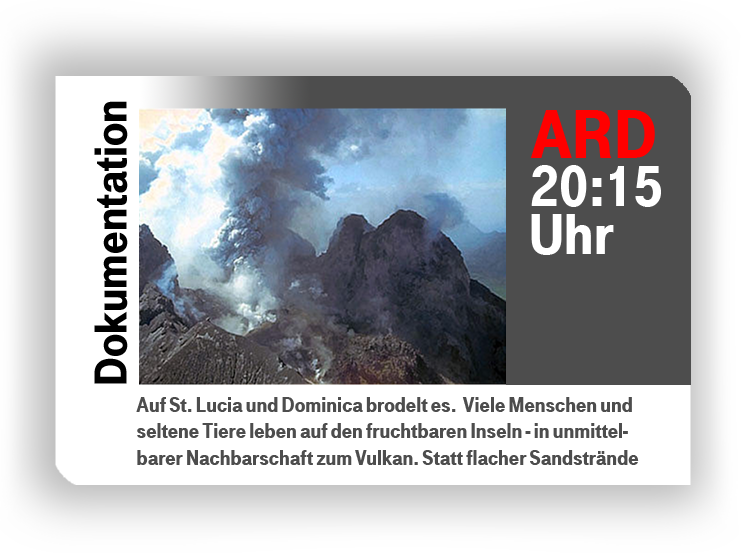 Dokumentation
ARD
20:15
Uhr
Auf St. Lucia und Dominica brodelt es.  Viele Menschen und
seltene Tiere leben auf den fruchtbaren Inseln - in unmittel-
barer Nachbarschaft zum Vulkan. Statt flacher Sandstrände